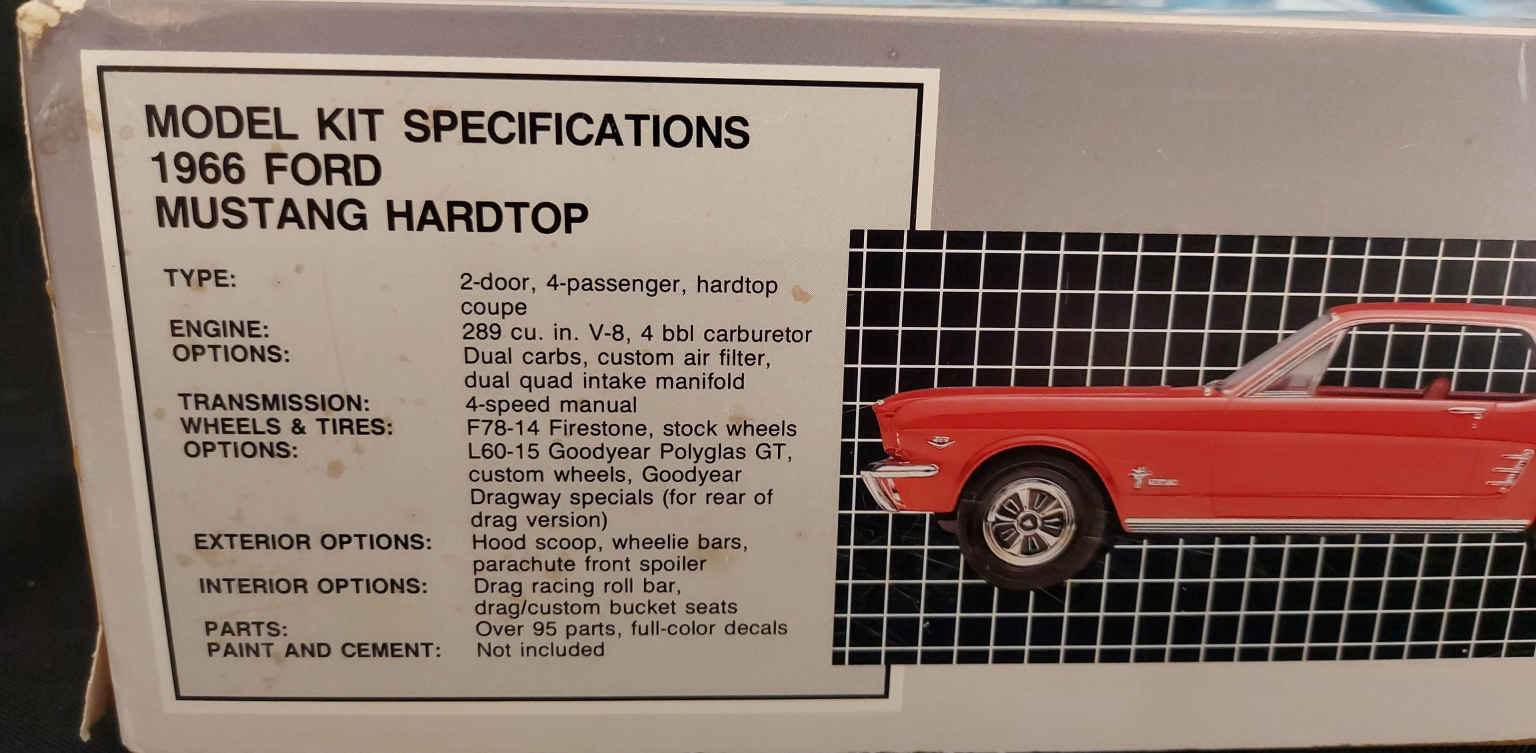 MODEL KIT SPECIFICATIONS
1966 FORD
MUSTANG HARDTOP
TYPE: 2-door, 4-passenger, hardtop
coupe
ENGINE: 289 cu. in. V-8, 4 bbl carburetor
OPTIONS: Dual carbs, custom air filter,
dual quad intake manifold
TRANSMISSION: 4-speed manual
WHEELS & TIRES: F78-14 Firestone, stock wheels
OPTIONS: L60-15 Goodyear Polyglas GT,
custom wheels, Goodyear
Dragway specials (for rear of
drag version)
EXTERIOR OPTIONS: Hood scoop, wheelie bars,
parachute front spoiler
INTERIOR OPTIONS: Drag racing roll bar,
drag/custom bucket seats
PARTS: Over 95 parts, full-color decals
PAINT AND CEMENT: Not included